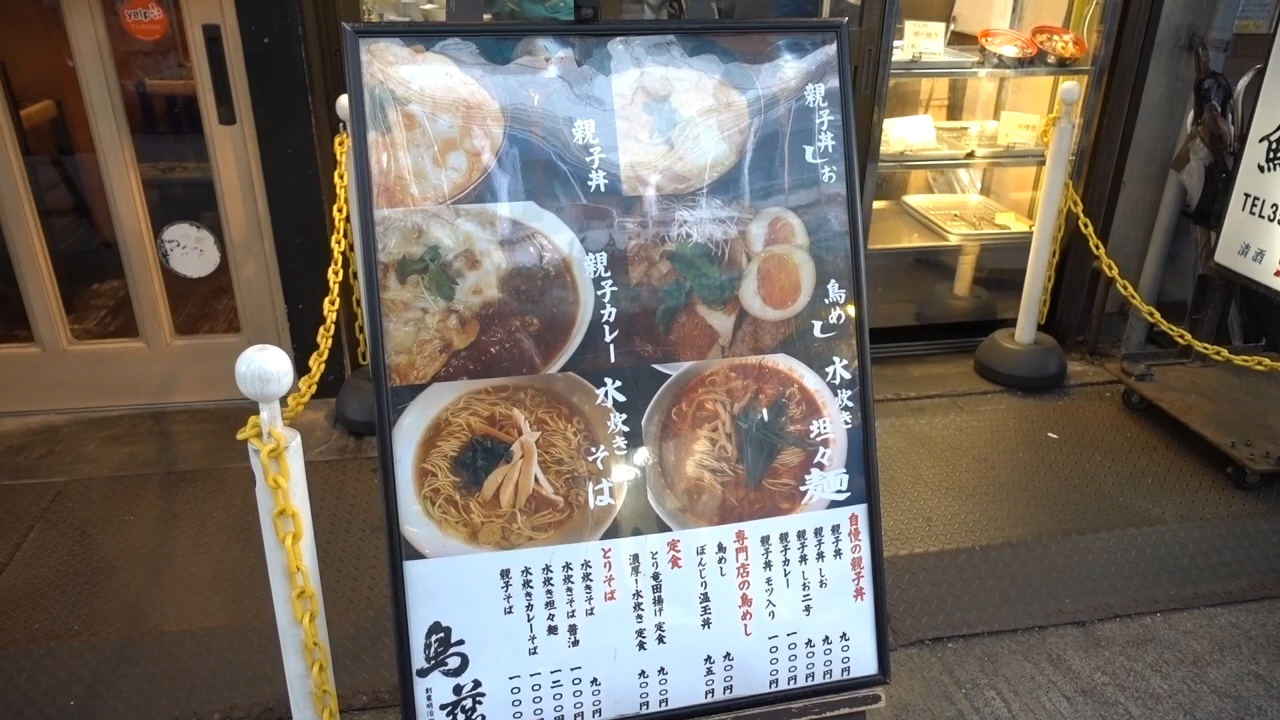 親子丼しお
親子丼
鳥めし
親子カレー
水炊き
坦々麺
水炊き
そば
自慢の親子丼
親子丼 九〇〇円
親子丼 しお 九〇〇円
親子丼 しお二号 九〇〇円
親子カレー 一〇〇〇円
親子丼 モツ入り 一〇〇〇円
専門店の鳥めし
鳥めし 九〇〇円
ぼんじり温玉丼 九五〇円
定食
とり竜田揚げ 定食 九〇〇円
濃厚!水炊き 定食 九〇〇円
とりそば
水炊きそば 九〇〇円
水炊きそば 醤油 一〇〇〇円
水炊き坦々麺 一二〇〇
水炊きカレーそば 一〇〇〇
親子そば 一〇〇
鳥
創業明治
yelp
TEL3
清酒